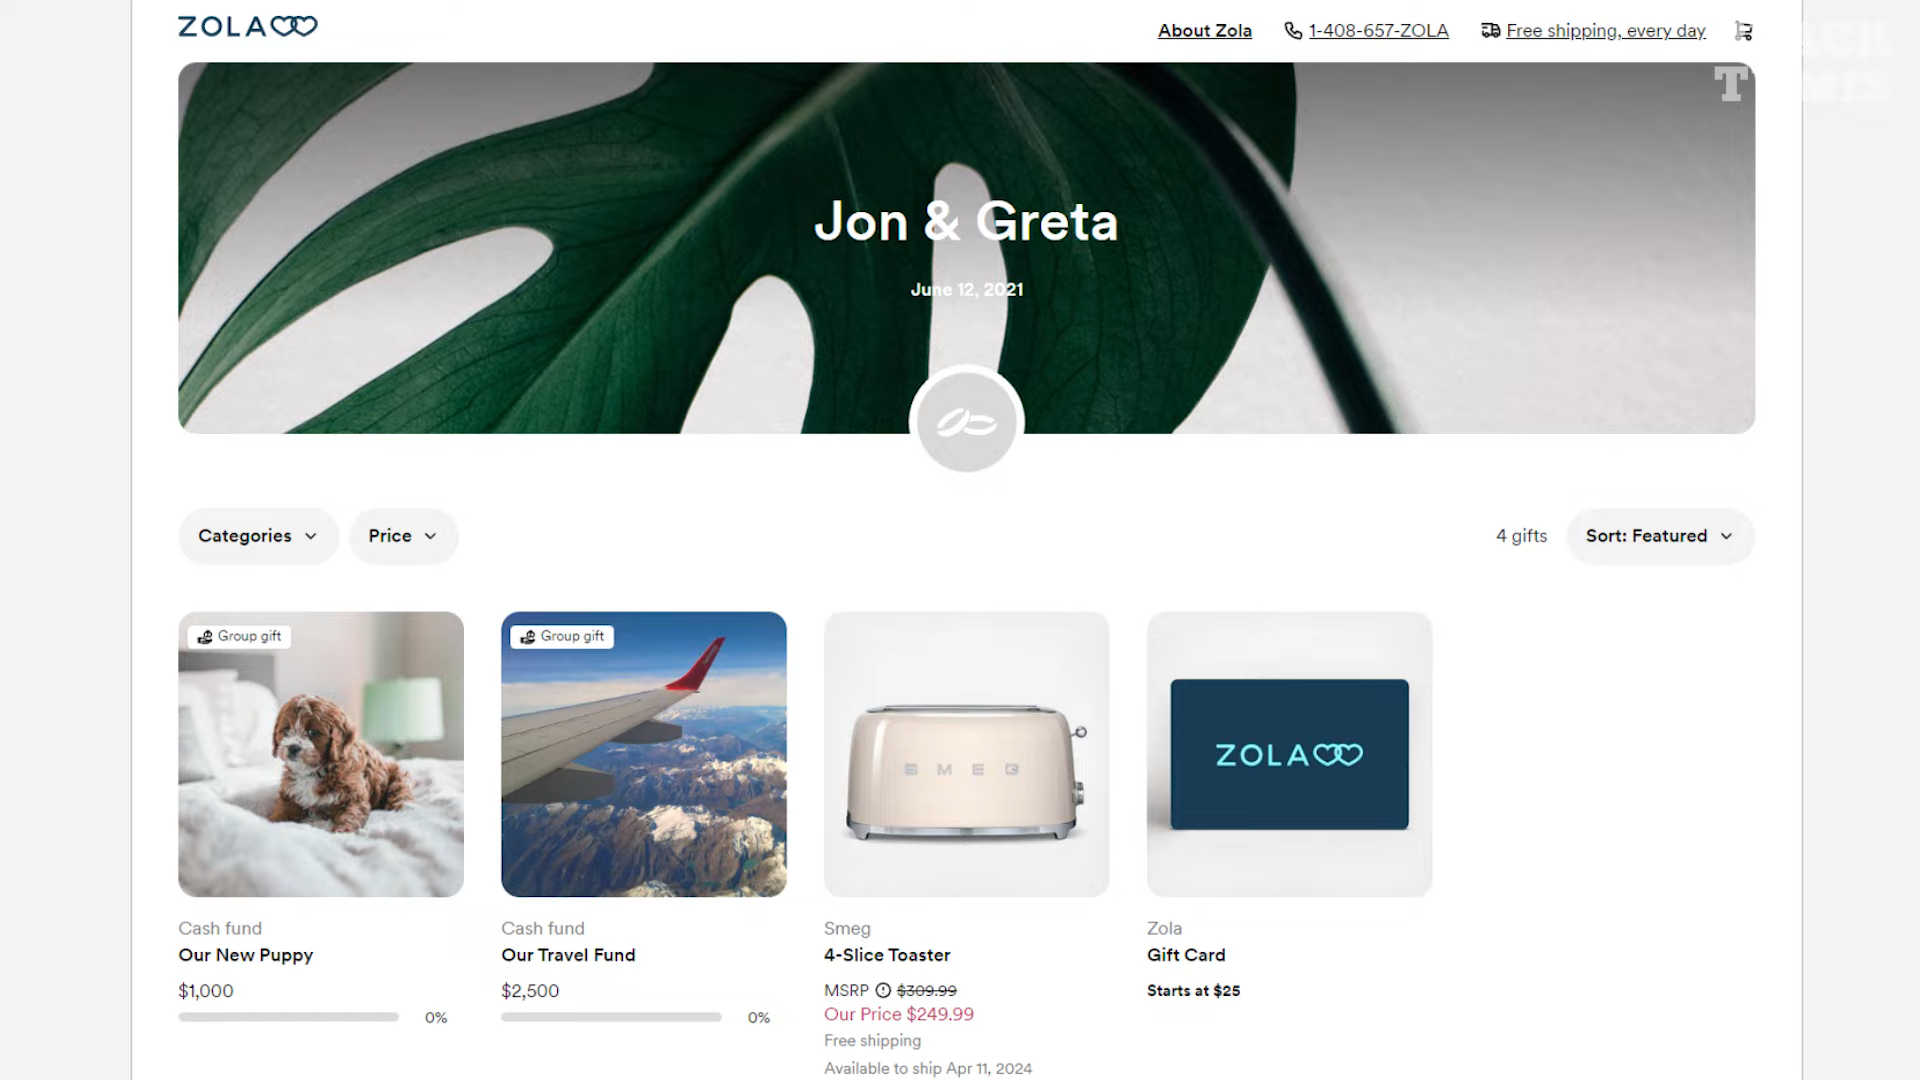 ZOLA
About Zola 1-408-657-ZOLA Free shipping, every day
T
Jon & Greta
June 12, 2021
Categories Price 4 gifts Sort: Featured
Group gift Group gift
SMEG
ZOLA
Cash fund Cash fund Smeg Zola
Our New Puppy Our Travel Fund 4-Slice Toaster Gift Card
$1,000 $2,500 MSRP $309.99 Starts at $25
0% 0% Our Price $249.99
Free shipping
Available to ship Apr 11, 2024